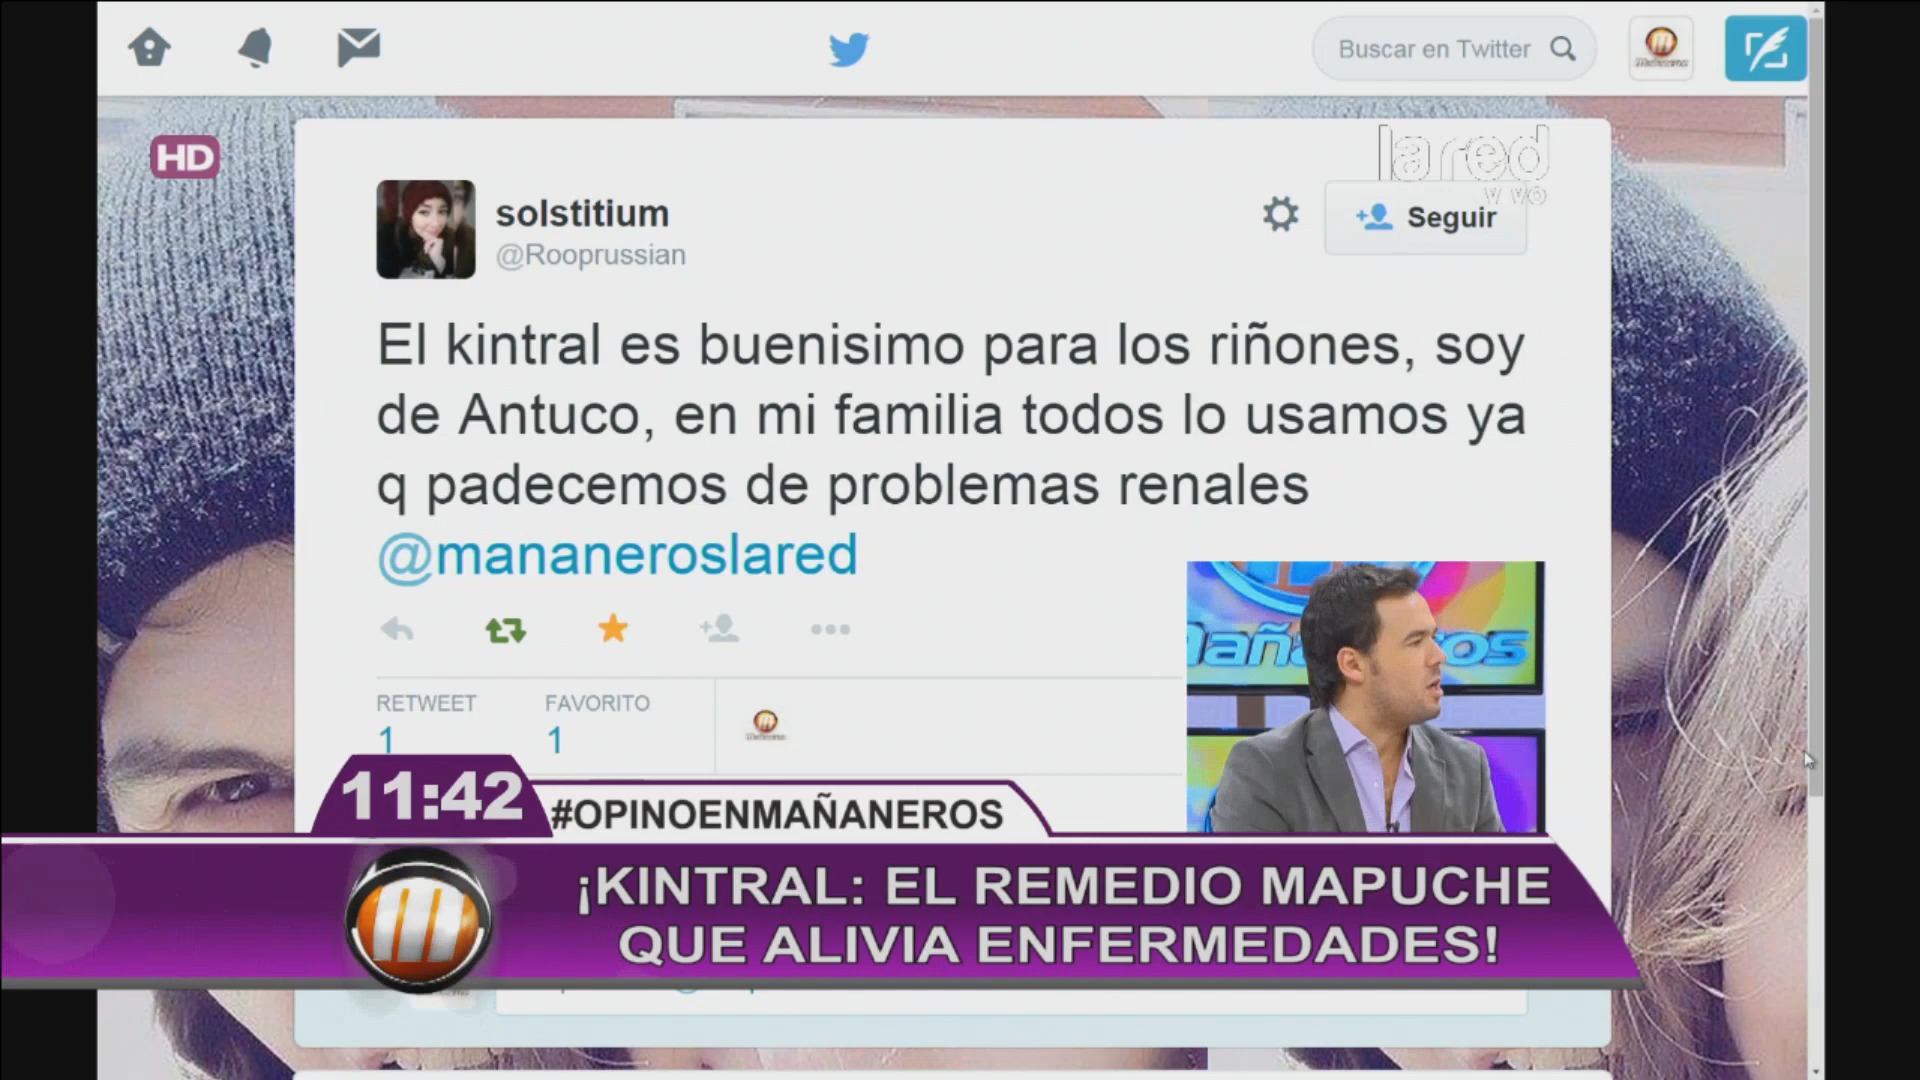 Buscar en Twitter
HD
lared
vivo
solstitium
@Rooprussian
Seguir
El kintral es buenisimo para los riñones, soy
de Antuco, en mi familia todos lo usamos ya
q padecemos de problemas renales
@mananeroslared
RETWEET
FAVORITO
1
1
11:42
#OPINOENMAÑANEROS
¡KINTRAL: EL REMEDIO MAPUCHE
QUE ALIVIA ENFERMEDADES!